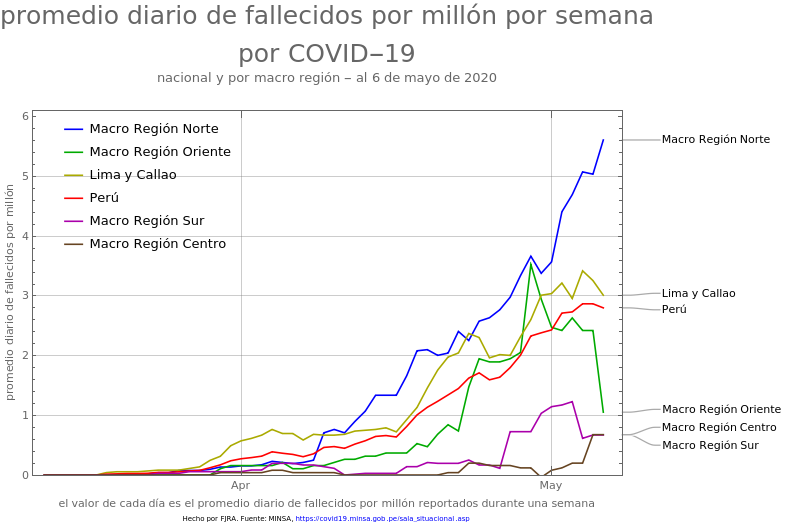 promedio diario de fallecidos por millón por semana
por COVID−19
nacional y por macro región − al 6 de mayo de 2020
promedio diario de fallecidos por millón
6
5
4
3
2
1
0
Macro Región Norte
Macro Región Oriente
Lima y Callao
Perú
Macro Región Sur
Macro Región Centro
Macro Región Norte
Lima y Callao
Perú
Macro Región Oriente
Macro Región Centro
Macro Región Sur
Apr
May
el valor de cada día es el promedio diario de fallecidos por millón reportados durante una semana
Hecho por FJRA. Fuente: MINSA, https://covid19.minsa.gob.pe/sala_situacional.asp